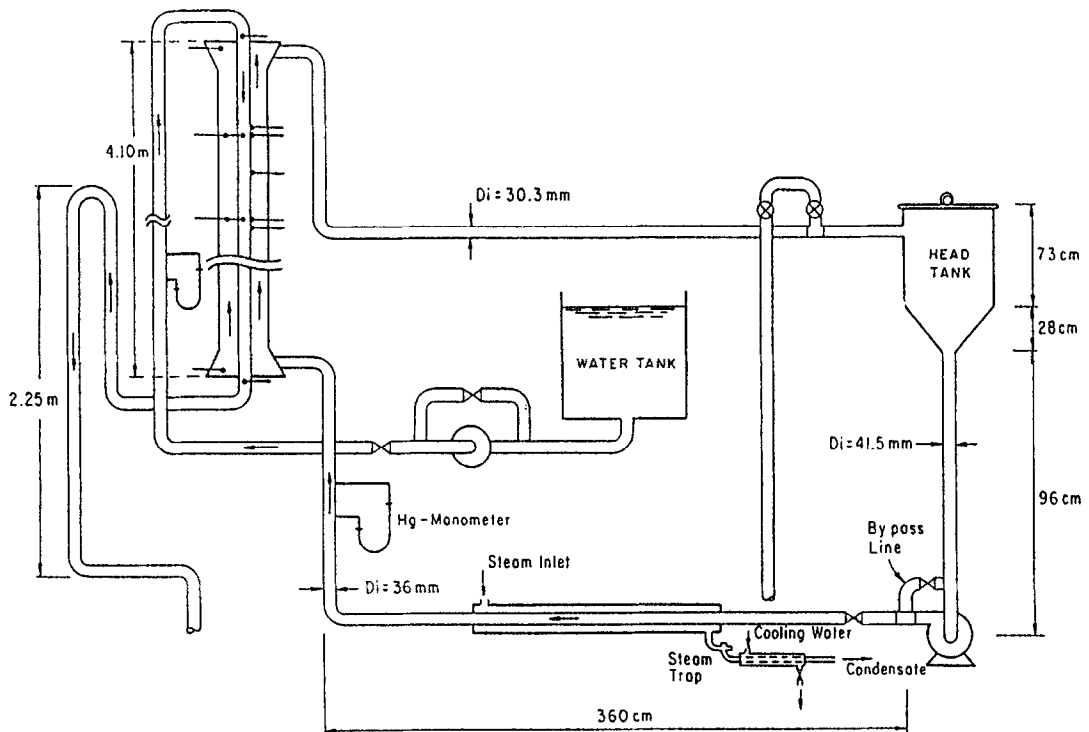 4.10 m
Di = 30.3 mm
HEAD
TANK
73 cm
28 cm
WATER TANK
2.25 m
Di = 41.5 mm
96 cm
Hg-Manometer
By pass
Line
Steam Inlet
Di = 36 mm
Cooling Water
Steam
Trap
Condensate
360 cm